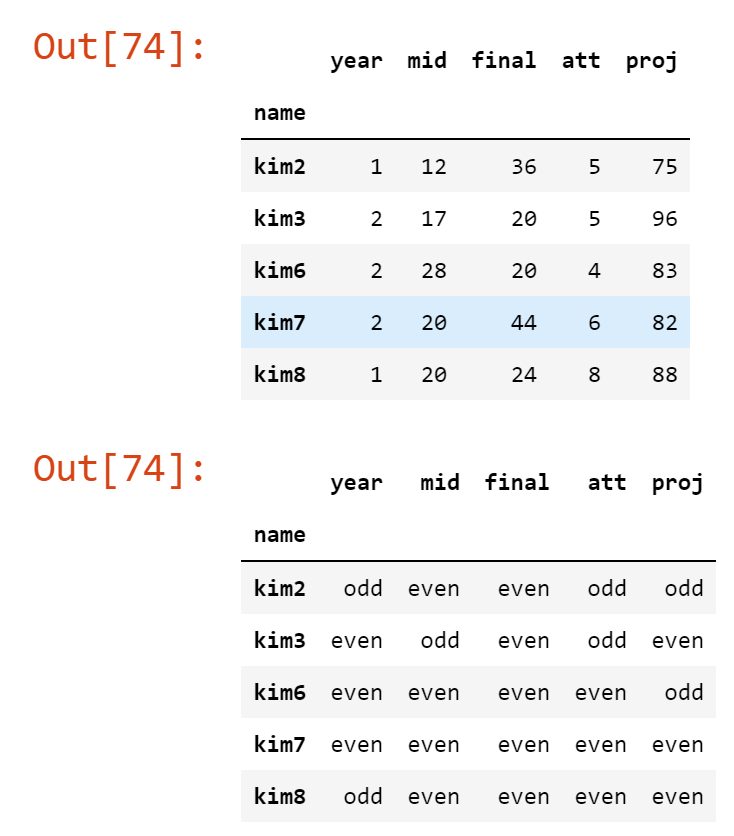 Out[74]:
year mid final att proj
name
kim2 1 12 36 5 75
kim3 2 17 20 5 96
kim6 2 28 20 4 83
kim7 2 20 44 6 82
kim8 1 20 24 8 88
Out[74]:
year mid final att proj
name
kim2 odd even even odd odd
kim3 even odd even odd even
kim6 even even even even odd
kim7 even even even even even
kim8 odd even even even even